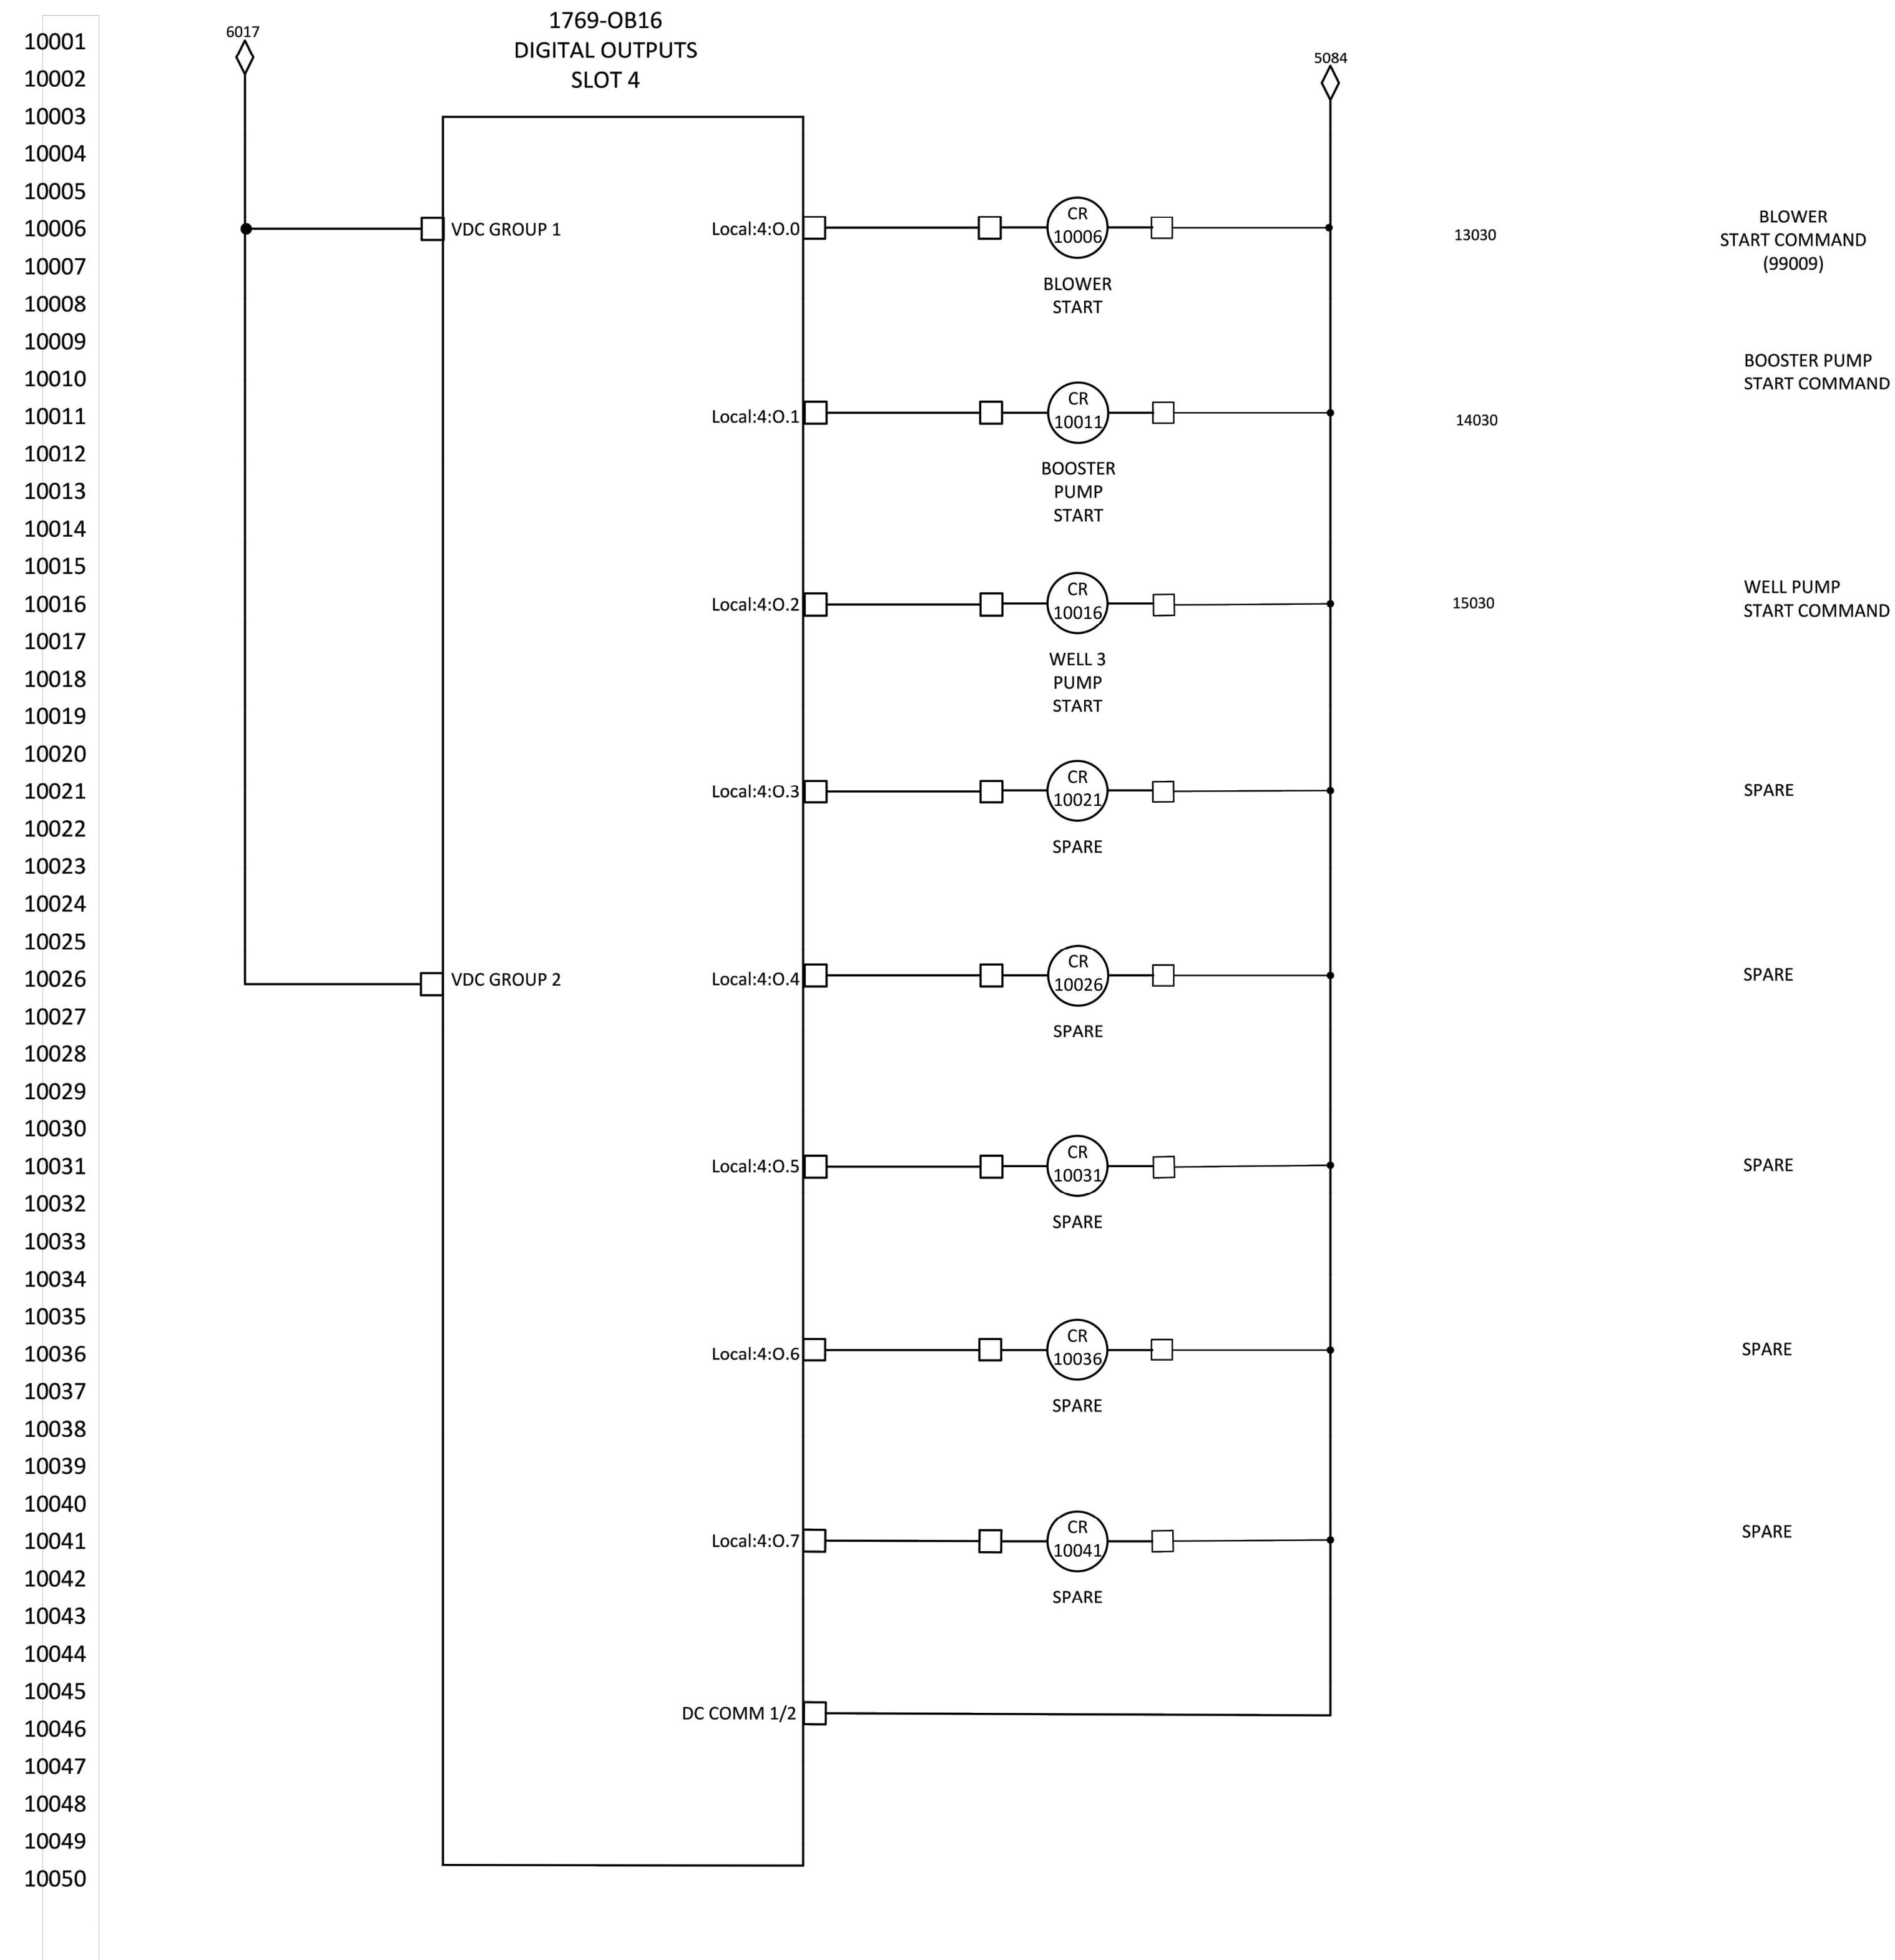 1769-OB16
DIGITAL OUTPUTS
SLOT 4
6017
5084
10001
10002
10003
10004
10005
10006
VDC GROUP 1
Local:4:O.0
CR
10006
BLOWER
START
13030
BLOWER
START COMMAND
(99009)
10007
10008
10009
10010
BOOSTER PUMP
START COMMAND
10011
Local:4:O.1
CR
10011
BOOSTER
PUMP
START
14030
10012
10013
10014
10015
10016
Local:4:O.2
CR
10016
WELL 3
PUMP
START
15030
WELL PUMP
START COMMAND
10017
10018
10019
10020
10021
Local:4:O.3
CR
10021
SPARE
SPARE
10022
10023
10024
10025
10026
VDC GROUP 2
Local:4:O.4
CR
10026
SPARE
SPARE
10027
10028
10029
10030
10031
Local:4:O.5
CR
10031
SPARE
SPARE
10032
10033
10034
10035
10036
Local:4:O.6
CR
10036
SPARE
SPARE
10037
10038
10039
10040
10041
Local:4:O.7
CR
10041
SPARE
SPARE
10042
10043
10044
10045
DC COMM 1/2
10046
10047
10048
10049
10050